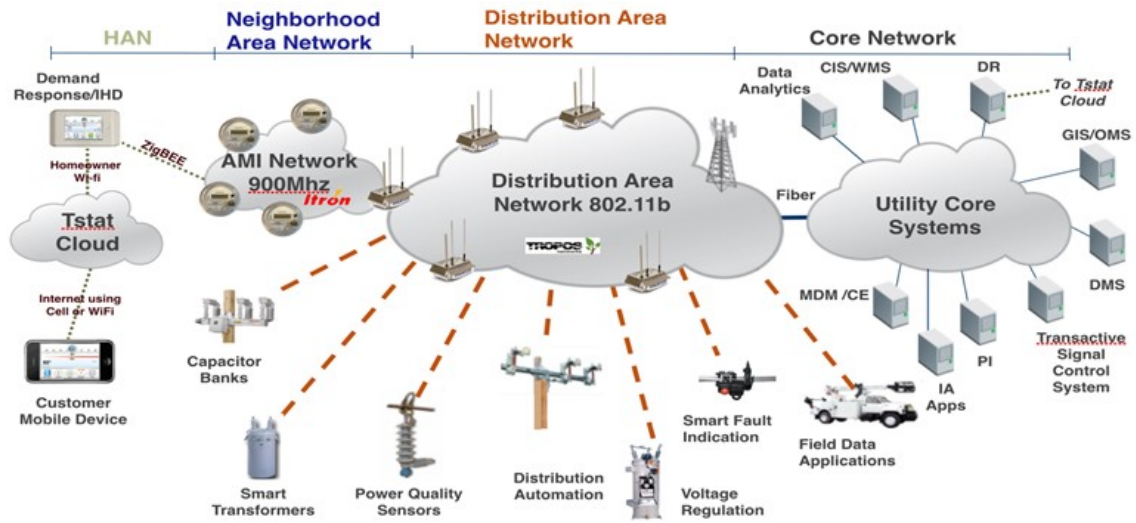 HAN
Neighborhood
Area Network
Distribution Area
Network
Core Network
Demand
Response/IHD
ZigBEE
Homeowner
Wi-fi
Tstat
Cloud
Internet using
Cell or WiFi
Customer
Mobile Device
AMI Network
900Mhz
Itron
Distribution Area
Network 802.11b
TROPOS
Fiber
Capacitor
Banks
Smart
Transformers
Power Quality
Sensors
Distribution
Automation
Voltage
Regulation
Smart Fault
Indication
Field Data
Applications
Data
Analytics
CIS/WMS
DR
To Tstat
Cloud
GIS/OMS
Utility Core
Systems
DMS
MDM /CE
IA
Apps
PI
Transactive
Signal
Control
System